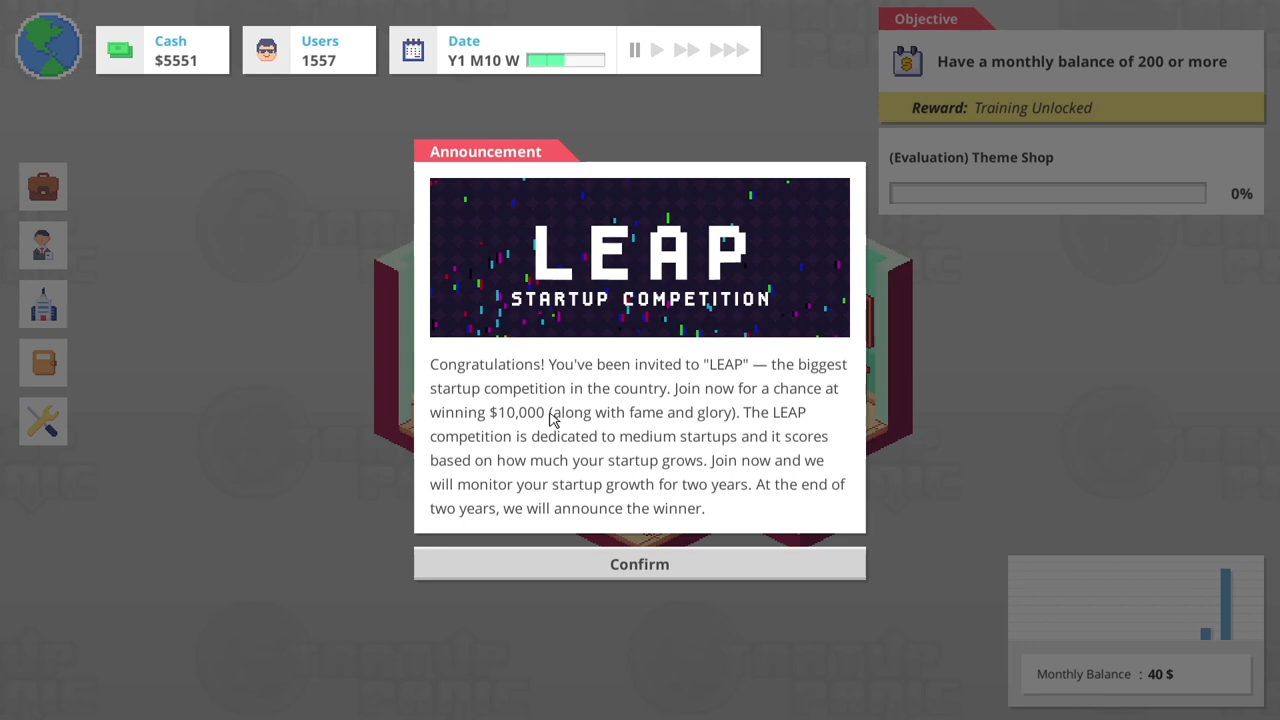 Cash
$5551
Users
1557
Date
Y1 M10 W
Objective
Have a monthly balance of 200 or more
Reward: Training Unlocked
(Evaluation) Theme Shop
0%
Announcement
LEAP
STARTUP COMPETITION
Congratulations! You've been invited to "LEAP" — the biggest
startup competition in the country. Join now for a chance at
winning $10,000 (along with fame and glory). The LEAP
competition is dedicated to medium startups and it scores
based on how much your startup grows. Join now and we
will monitor your startup growth for two years. At the end of
two years, we will announce the winner.
Confirm
Monthly Balance : 40 $